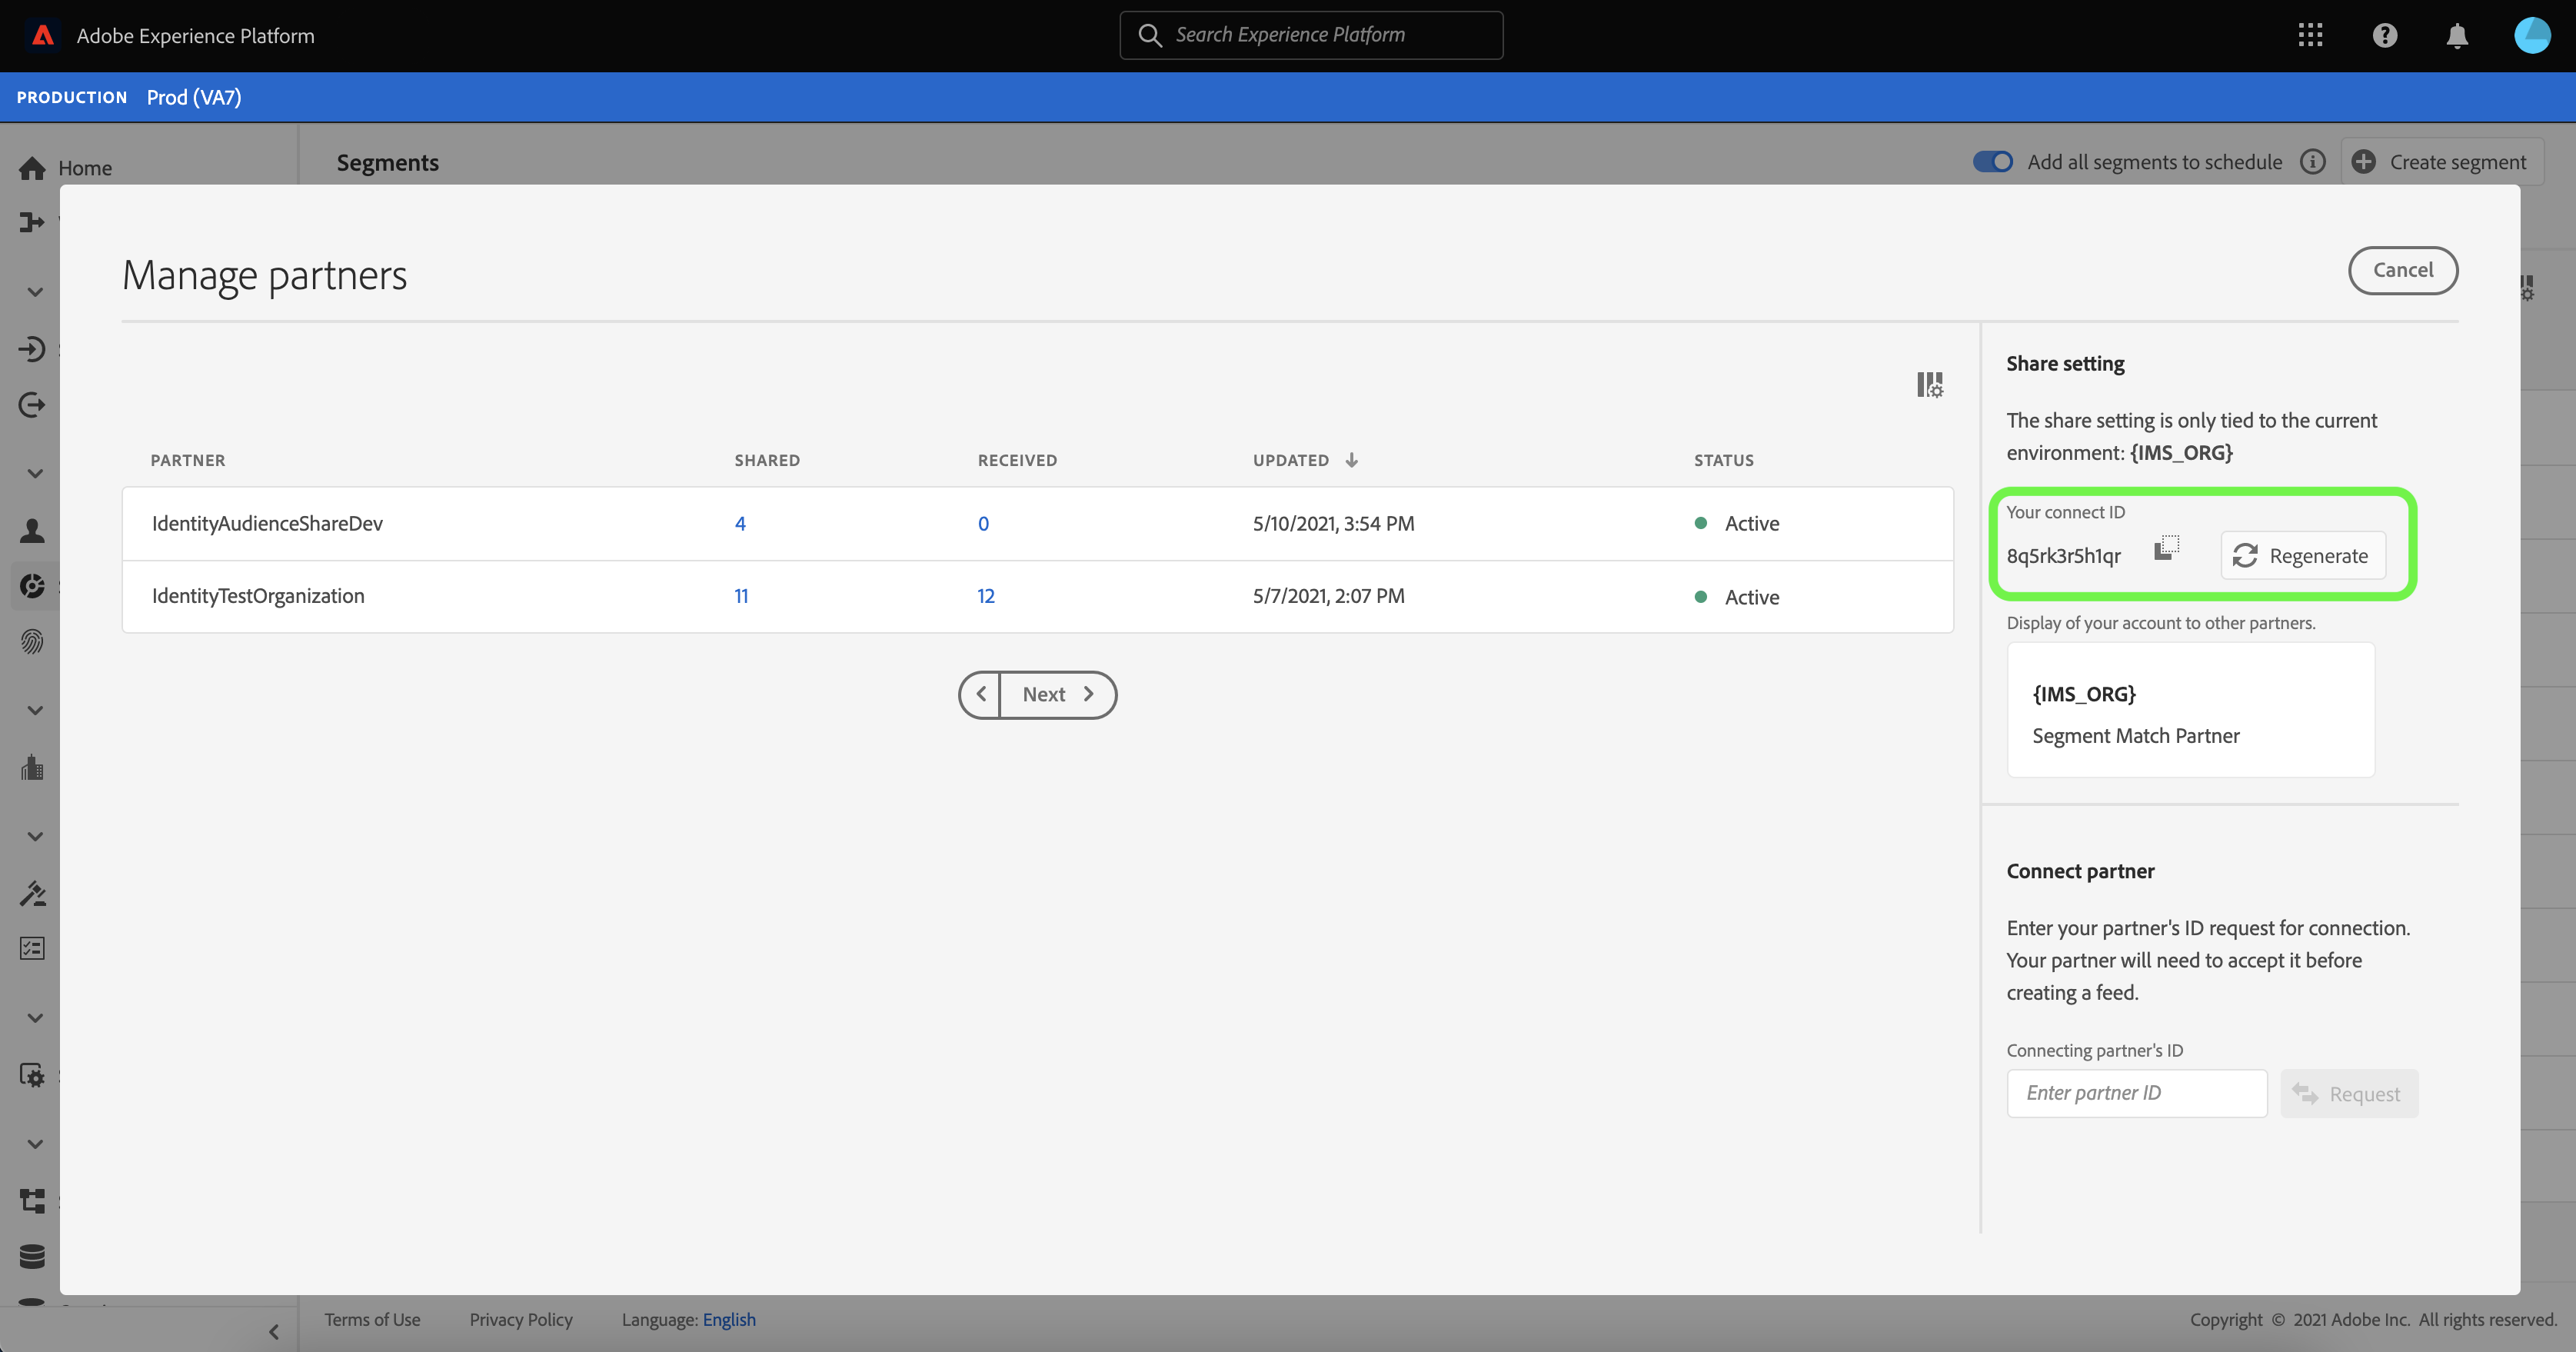 Adobe Experience Platform
Search Experience Platform
PRODUCTION Prod (VA7)
Home
Segments
Add all segments to schedule
Create segment
Manage partners
Cancel
PARTNER SHARED RECEIVED UPDATED STATUS
IdentityAudienceShareDev 4 0 5/10/2021, 3:54 PM Active
IdentityTestOrganization 11 12 5/7/2021, 2:07 PM Active
Next
Share setting
The share setting is only tied to the current
environment: {IMS_ORG}
Your connect ID
8q5rk3r5h1qr
Regenerate
Display of your account to other partners.
{IMS_ORG}
Segment Match Partner
Connect partner
Enter your partner's ID request for connection.
Your partner will need to accept it before
creating a feed.
Connecting partner's ID
Enter partner ID
Request
Terms of Use Privacy Policy Language: English
Copyright © 2021 Adobe Inc. All rights reserved.